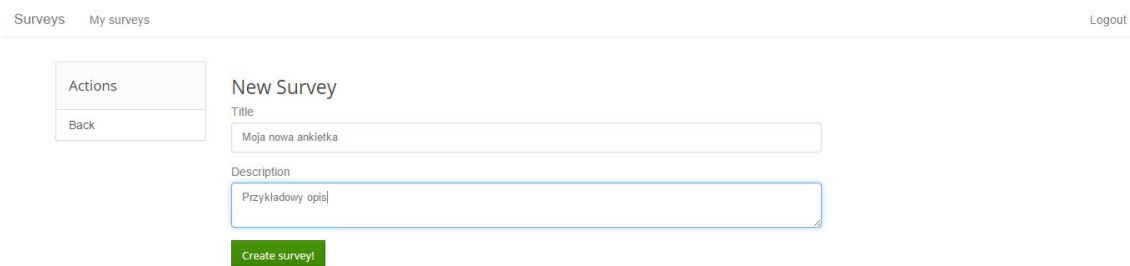 Surveys My surveys Logout
Actions
Back
New Survey
Title
Moja nowa ankietka
Description
Przykładowy opis
Create survey!